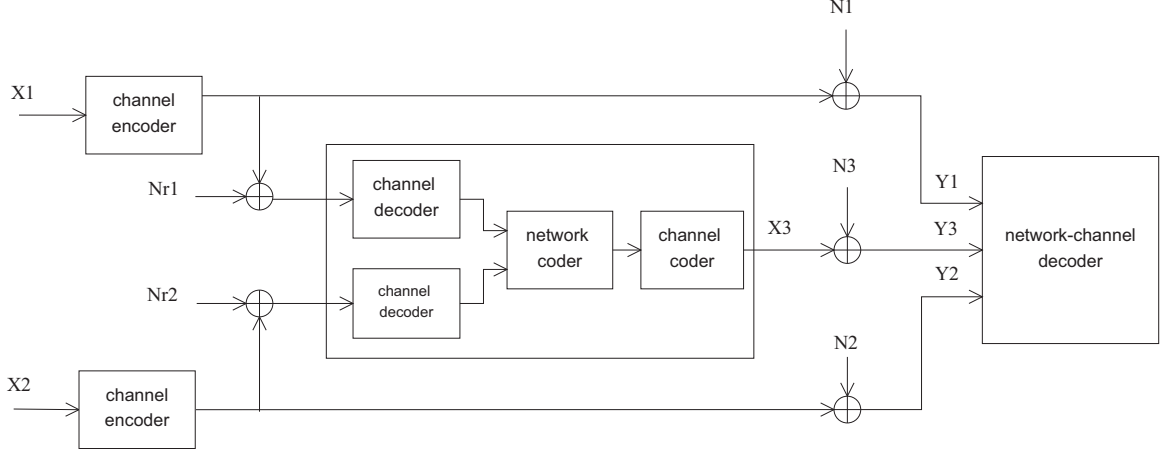 N1
X1
channel
encoder
Nr1
channel
decoder
N3
Y1
network
coder
channel
coder
X3
Y3
network-channel
decoder
Nr2
channel
decoder
Y2
N2
X2
channel
encoder